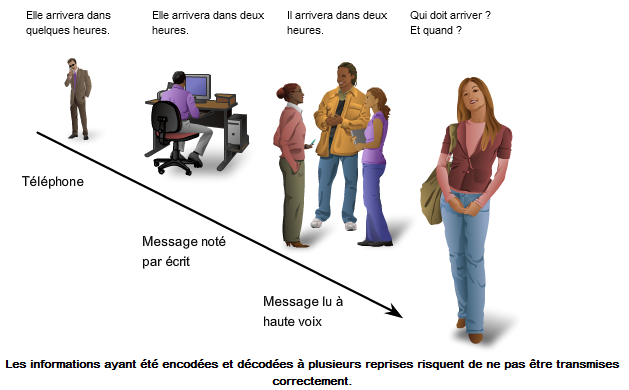 Elle arrivera dans
quelques heures.
Elle arrivera dans deux
heures.
Il arrivera dans deux
heures.
Qui doit arriver ?
Et quand ?
Téléphone
Message noté
par écrit
Message lu à
haute voix
Les informations ayant été encodées et décodées à plusieurs reprises risquent de ne pas être transmises
correctement.